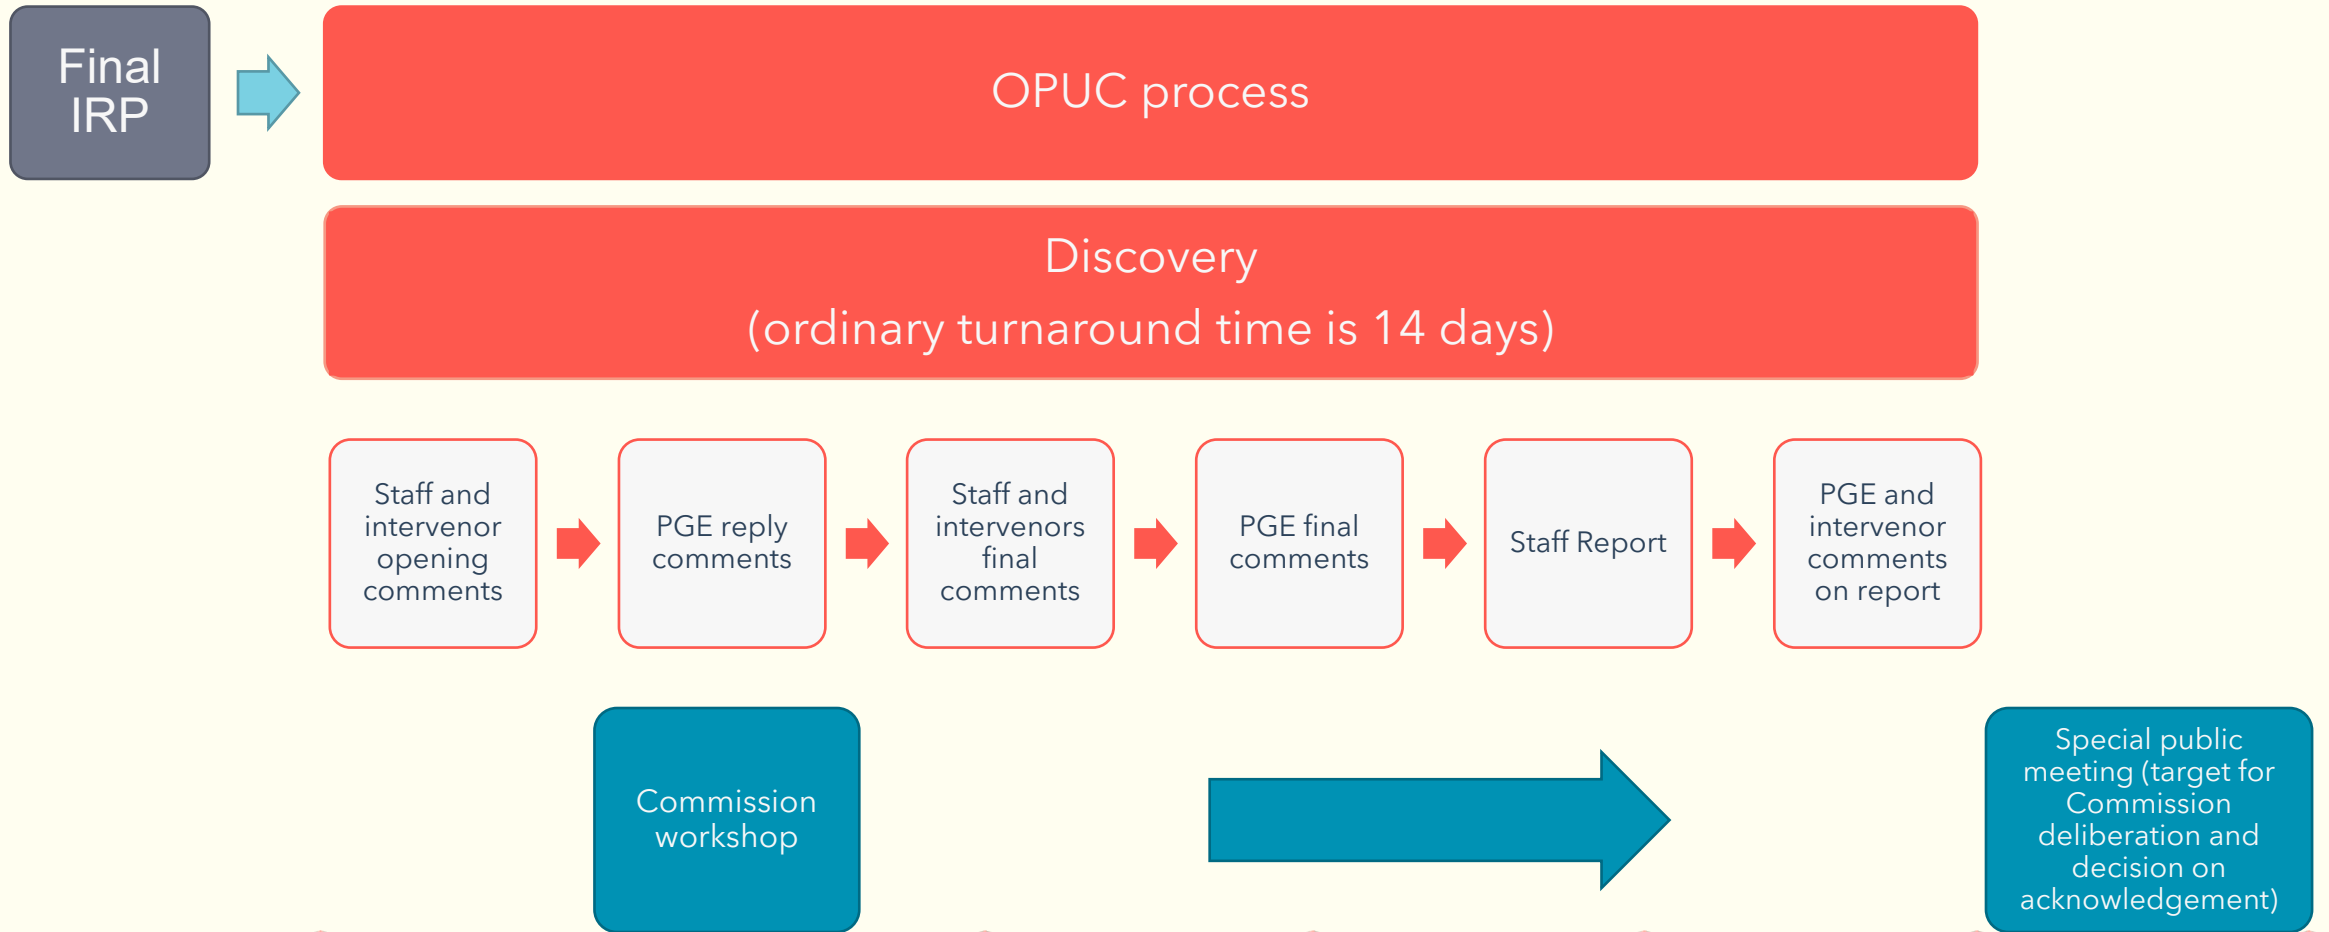 Final
IRP
OPUC process
Discovery
(ordinary turnaround time is 14 days)
Staff and
intervenor
opening
comments
PGE reply
comments
Staff and
intervenors
final
comments
PGE final
comments
Staff Report
PGE and
intervenor
comments
on report
Commission
workshop
Special public
meeting (target for
Commission
deliberation and
decision on
acknowledgement)